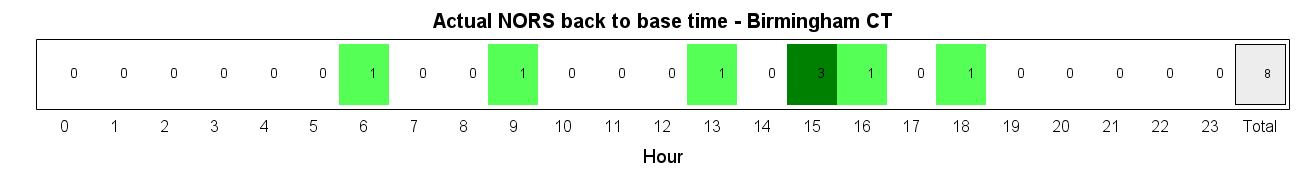 Actual NORS back to base time - Birmingham CT
0 0 0 0 0 0 1 0 0 1 0 0 0 1 0 3 1 0 1 0 0 0 0 0 8
0 1 2 3 4 5 6 7 8 9 10 11 12 13 14 15 16 17 18 19 20 21 22 23 Total
Hour